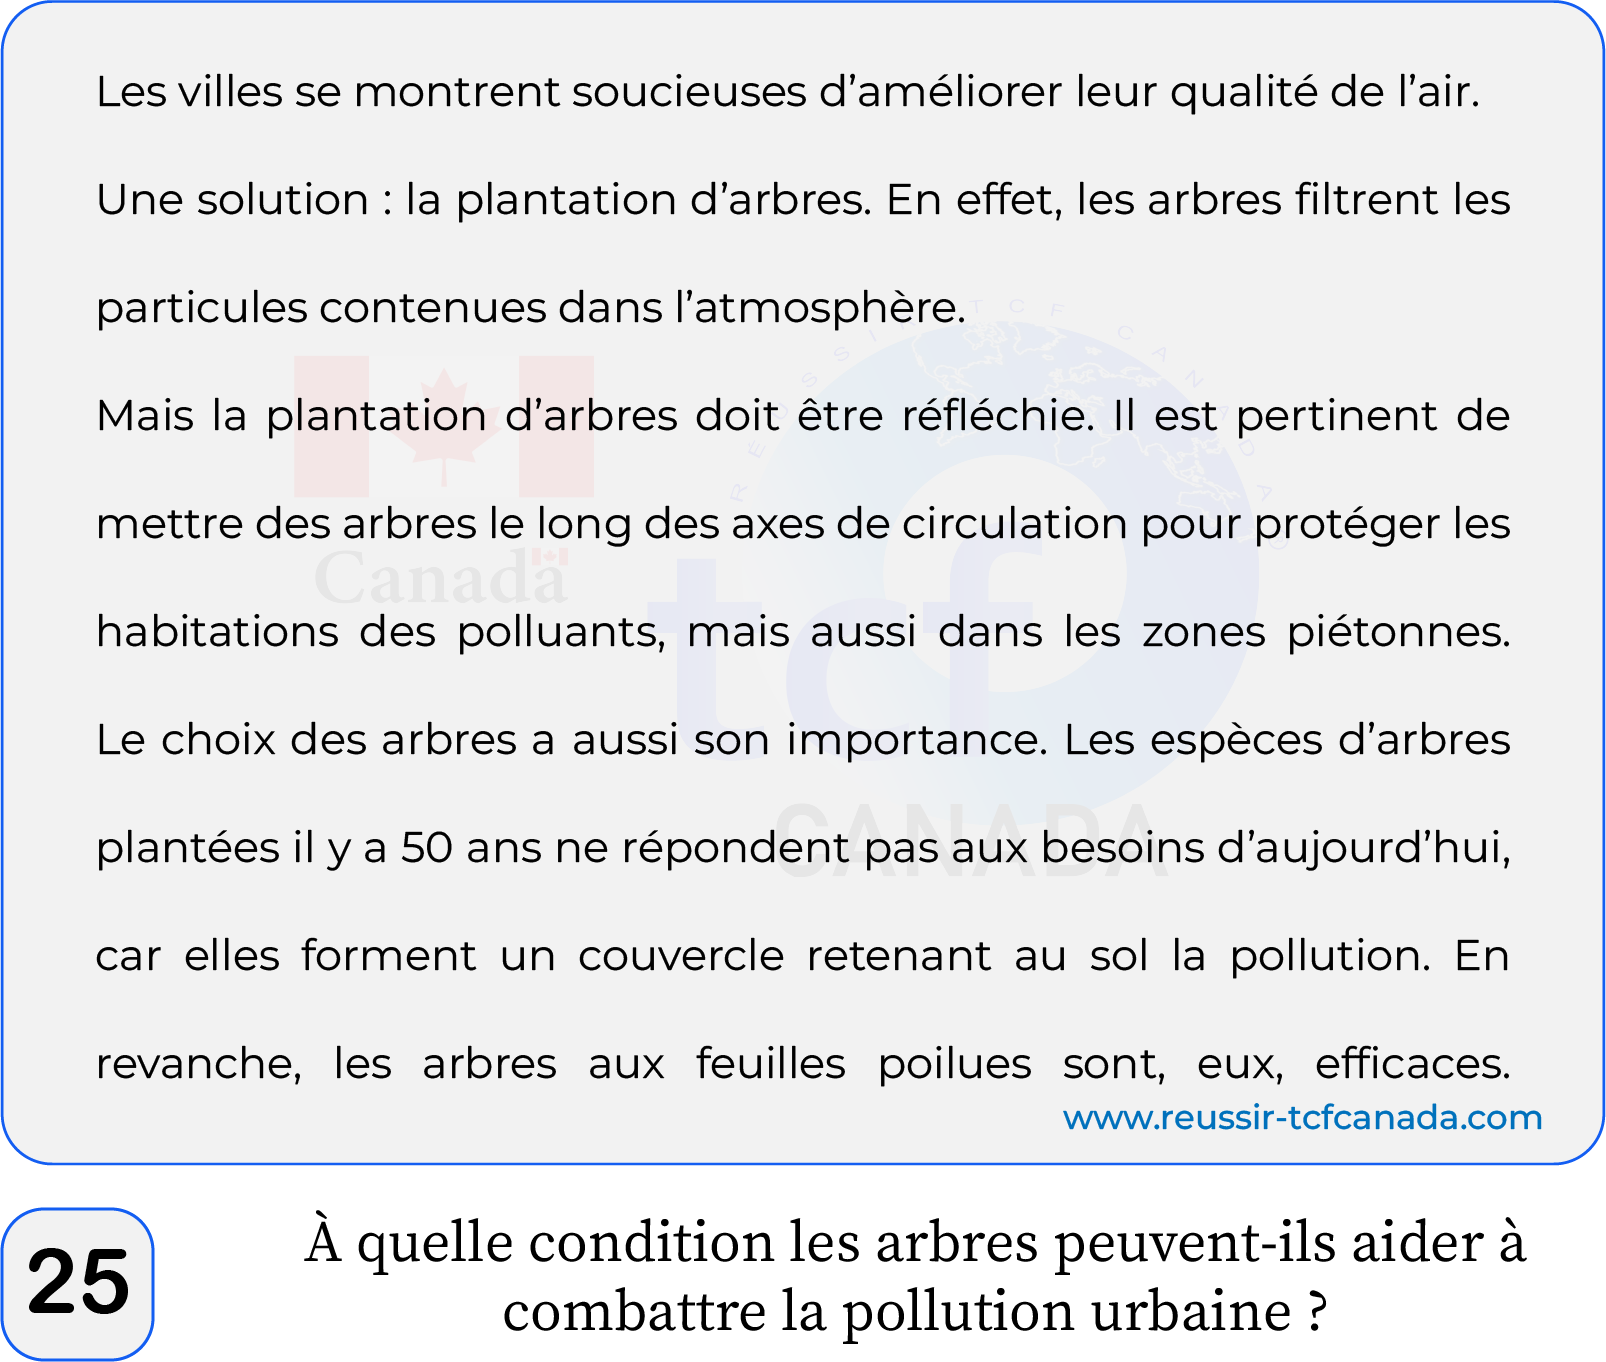 Les villes se montrent soucieuses d’améliorer leur qualité de l’air.
Une solution : la plantation d’arbres. En effet, les arbres filtrent les
particules contenues dans l’atmosphère.
Mais la plantation d’arbres doit être réfléchie. Il est pertinent de
mettre des arbres le long des axes de circulation pour protéger les
habitations des polluants, mais aussi dans les zones piétonnes.
Le choix des arbres a aussi son importance. Les espèces d’arbres
plantées il y a 50 ans ne répondent pas aux besoins d’aujourd’hui,
car elles forment un couvercle retenant au sol la pollution. En
revanche, les arbres aux feuilles poilues sont, eux, efficaces.
www.reussir-tcfcanada.com
RÉUSSIR TCF CANADA
Canada
tcf
CANADA
25
À quelle condition les arbres peuvent-ils aider à
combattre la pollution urbaine ?